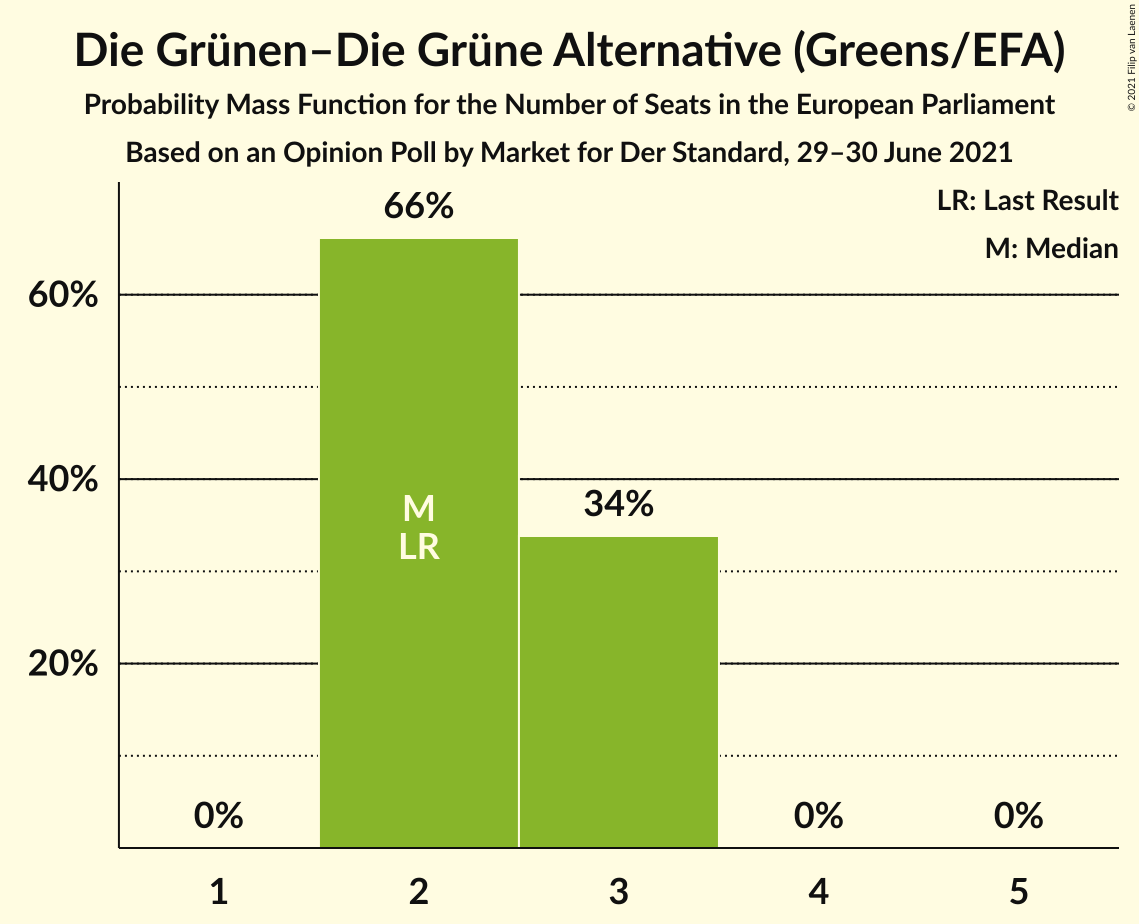 Die Grünen–Die Grüne Alternative (Greens/EFA)
Probability Mass Function for the Number of Seats in the European Parliament
Based on an Opinion Poll by Market for Der Standard, 29–30 June 2021
© 2021 Filip van Laenen
LR: Last Result
M: Median
66%
60%
40%
34%
M
LR
20%
0%
0%
0%
1
2
3
4
5